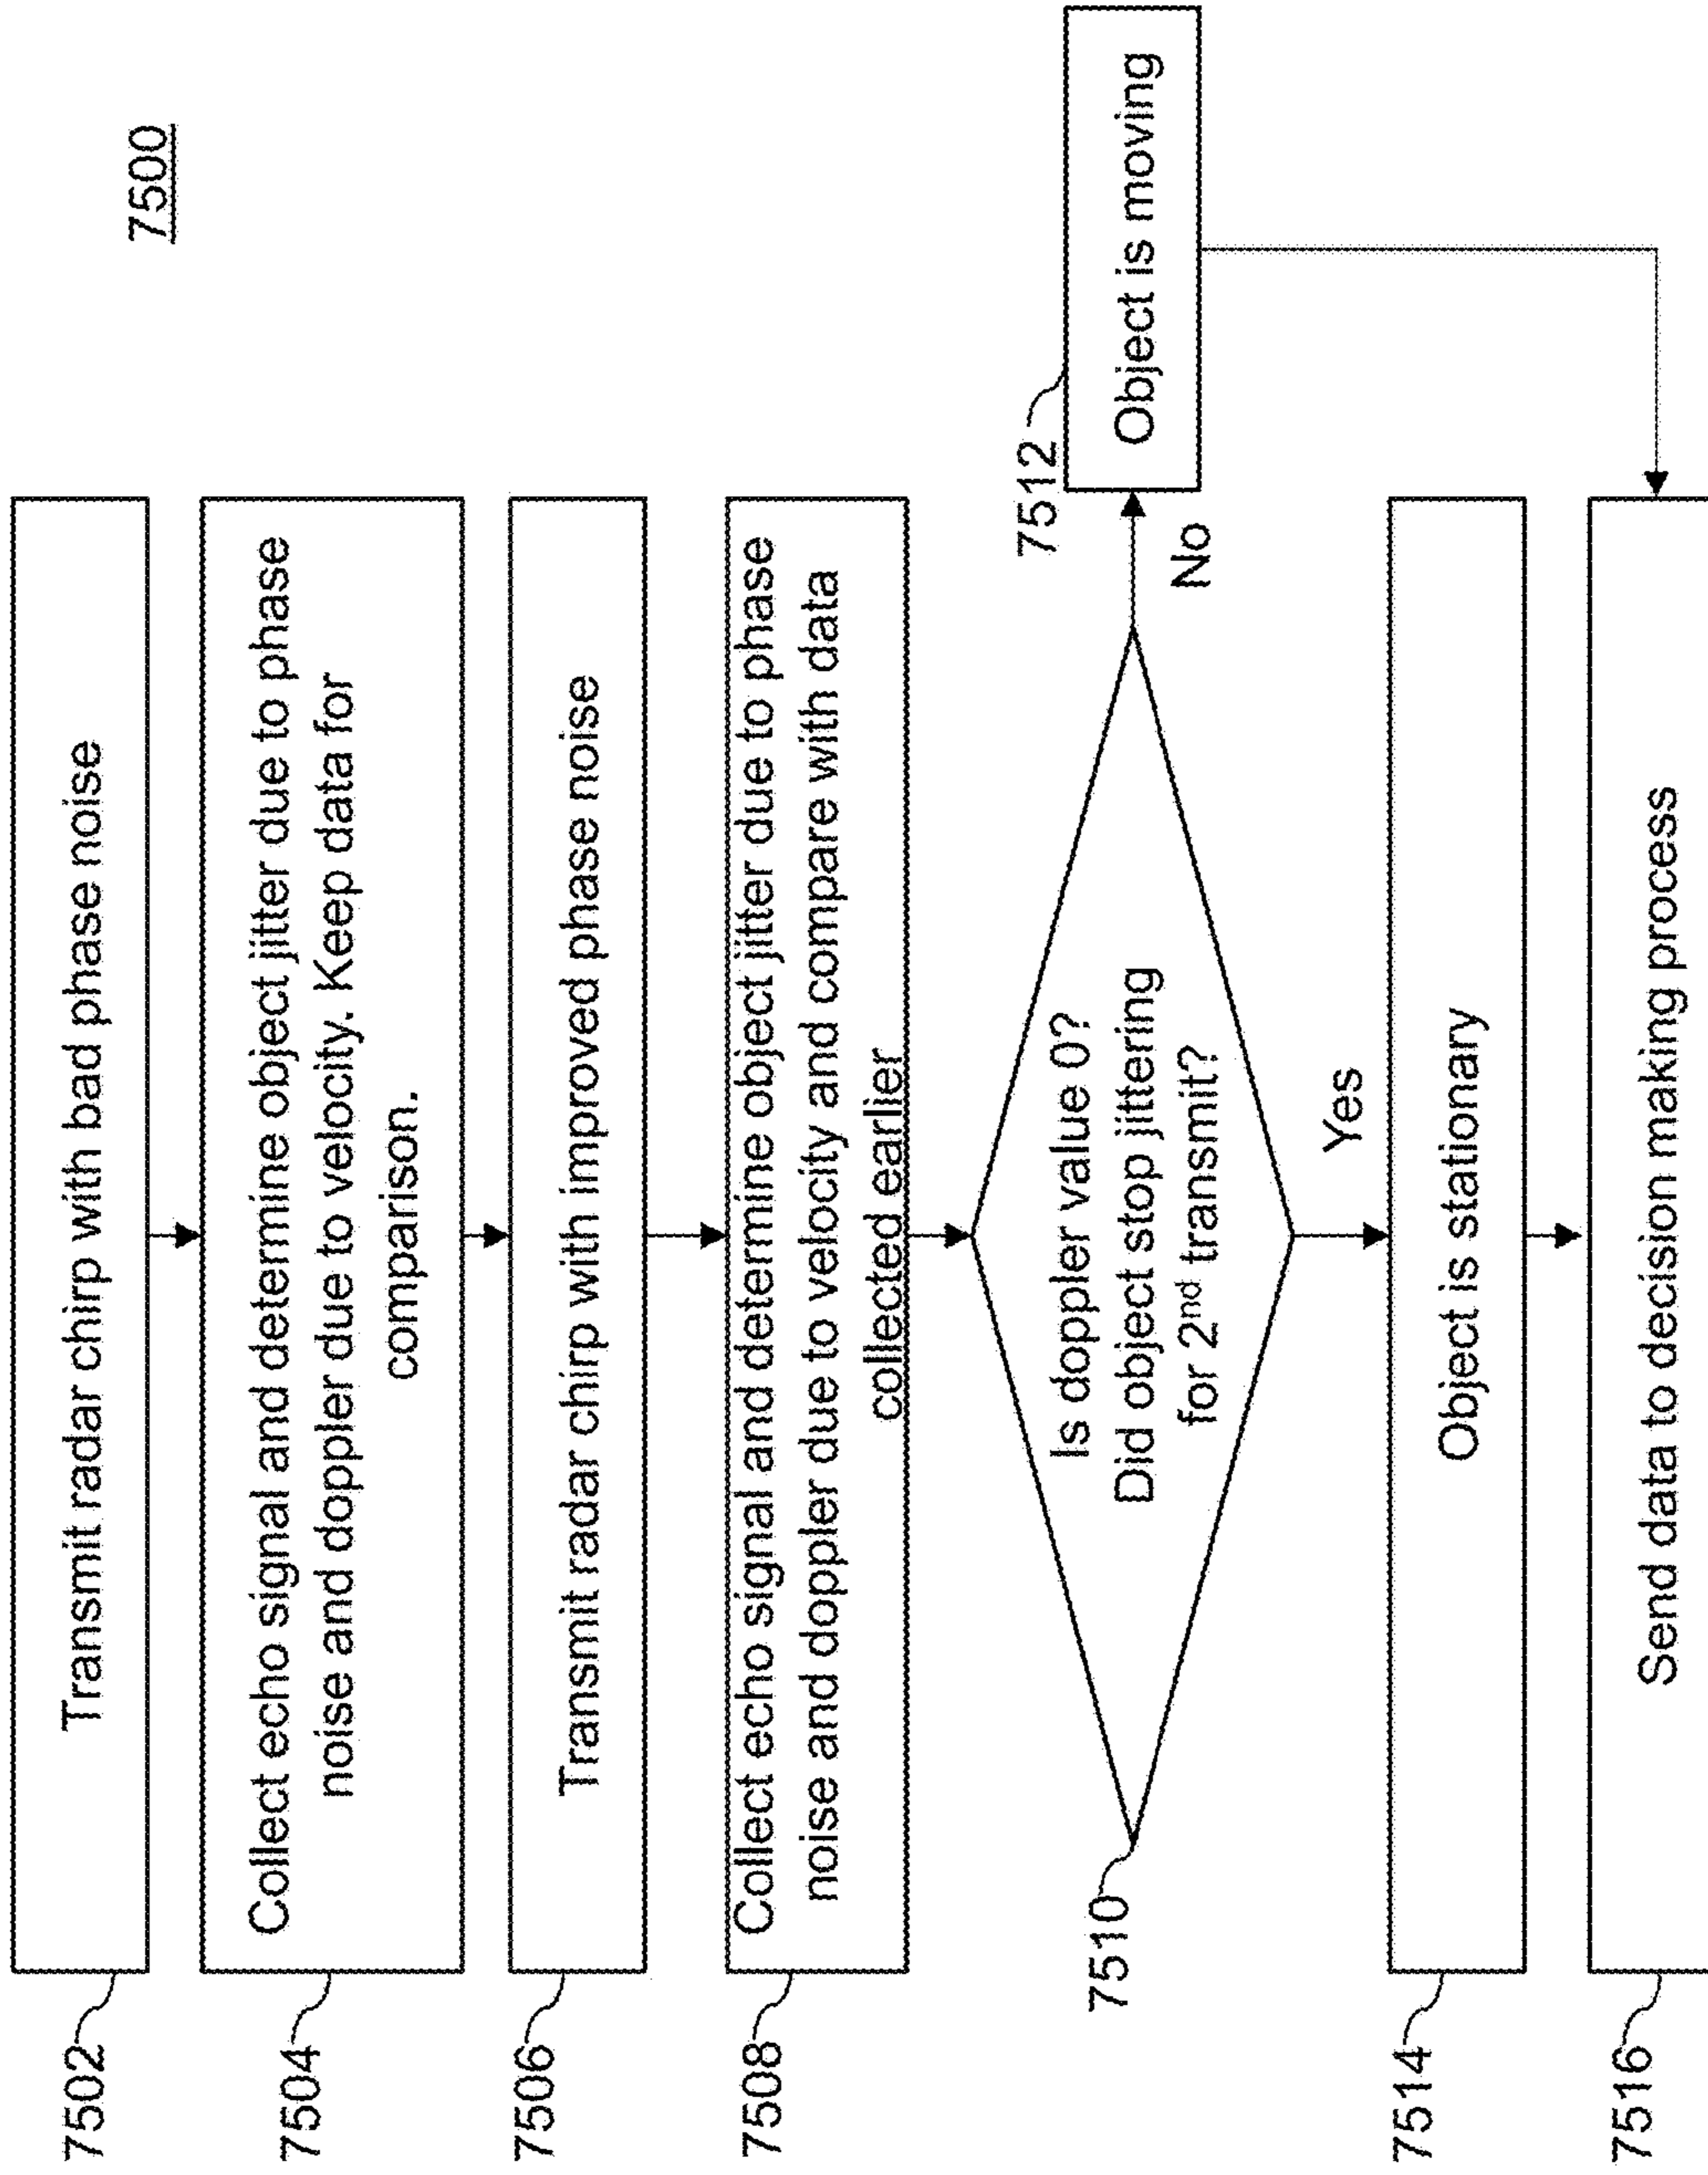 7500
7502
Transmit radar chirp with bad phase noise
7504
Collect echo signal and determine object jitter due to phase
noise and doppler due to velocity. Keep data for
comparison.
7506
Transmit radar chirp with improved phase noise
7508
Collect echo signal and determine object jitter due to phase
noise and doppler due to velocity and compare with data
collected earlier
7510
Is doppler value 0?
Did object stop jittering
for 2nd transmit?
No
7512
Object is moving
Yes
7514
Object is stationary
7516
Send data to decision making process